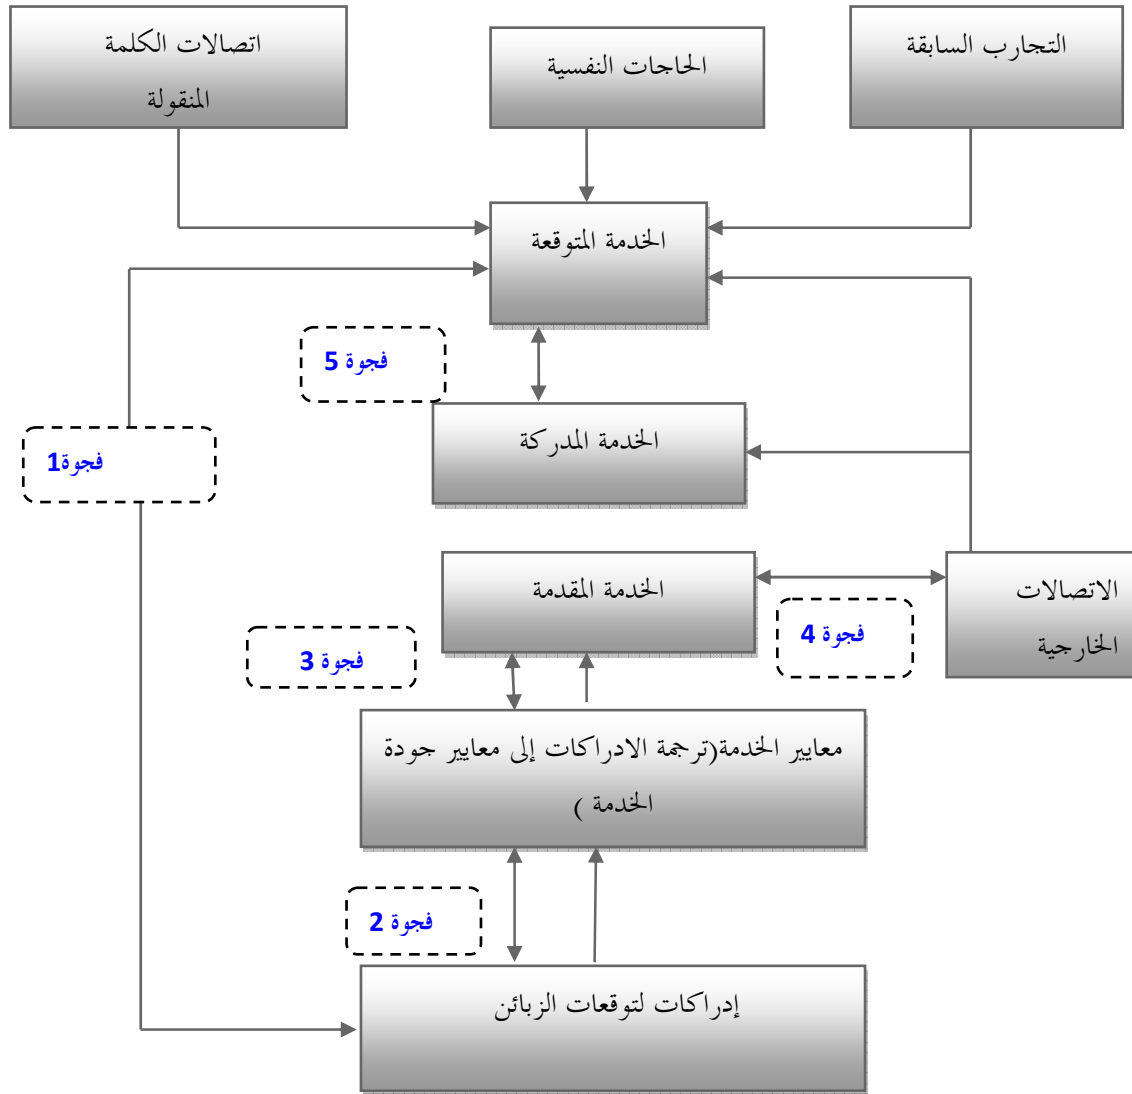 التجارب السابقة
الحاجات النفسية
اتصالات الكلمة
المنقولة
الخدمة المتوقعة
فجوة 5
الخدمة المدركة
فجوة1
الخدمة المقدمة
الاتصالات
الخارجية
فجوة 4
فجوة 3
معايير الخدمة(ترجمة الادراكات إلى معايير جودة
الخدمة )
فجوة 2
إدراكات لتوقعات الزبائن